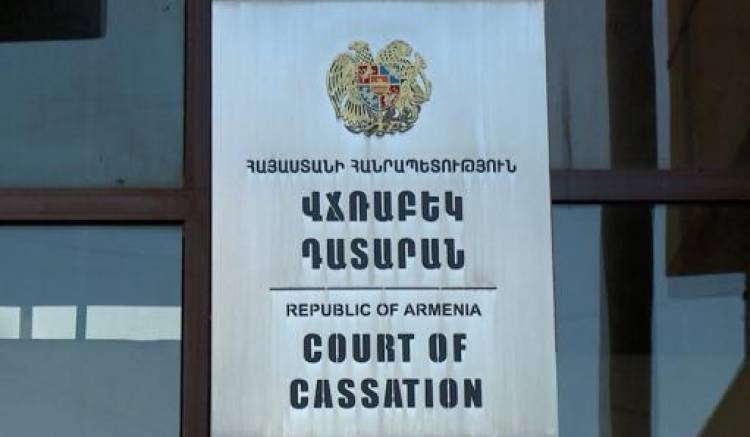 ՀԱՅԱՍՏԱՆԻ ՀԱՆՐԱՊԵՏՈՒԹՅՈՒՆ
ՎՃՌԱԲԵԿ
ԴԱՏԱՐԱՆ
REPUBLIC OF ARMENIA
COURT OF
CASSATION